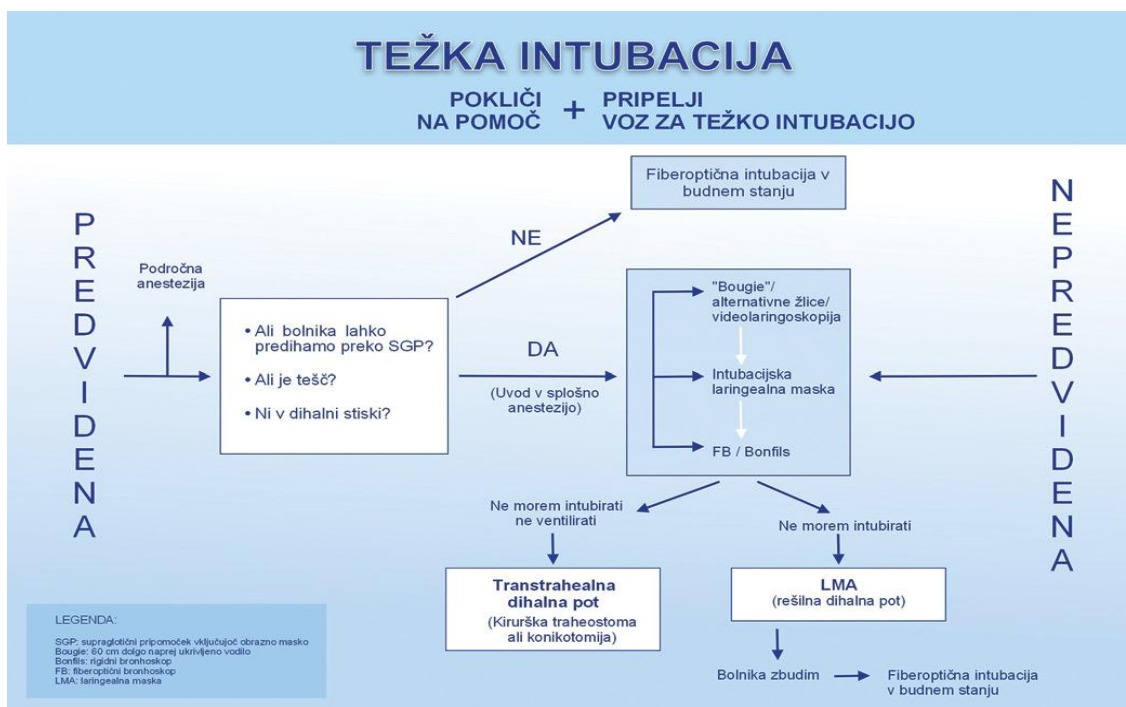 TEŽKA INTUBACIJA
POKLIČI
NA POMOČ
+
PRIPELJI
VOZ ZA TEŽKO INTUBACIJO
PREDVIDENA
Področna
anestezija
• Ali bolnika lahko
predihamo preko SGP?
• Ali je tešč?
• Ni v dihalni stiski?
NE
Fiberoptična intubacija v
budnem stanju
DA
(Uvod v splošno
anestezijo)
"Bougie"/
alternativne žlice/
videolaringoskopija
Intubacijska
laringealna maska
FB / Bonfils
NEPREDVIDENA
Ne morem intubirati
ne ventilirati
Transtrahealna
dihalna pot
(Kirurška traheostoma
ali konikotomija)
Ne morem intubirati
LMA
(rešilna dihalna pot)
Bolnika zbudim
Fiberoptična intubacija
v budnem stanju
LEGENDA:
SGP: supraglotični pripomoček vključujoč obrazno masko
Bougie: 60 cm dolgo naprej ukrivljeno vodilo
Bonfils: rigidni bronhoskop
FB: fiberoptični bronhoskop
LMA: laringealna maska